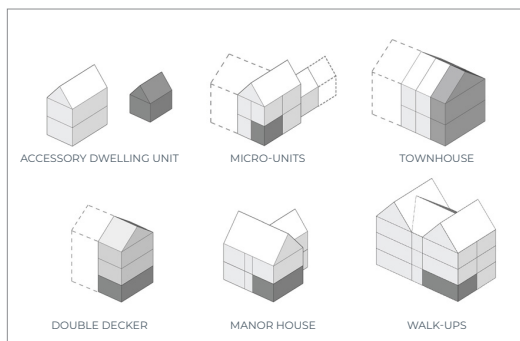 ACCESSORY DWELLING UNIT
MICRO-UNITS
TOWNHOUSE
DOUBLE DECKER
MANOR HOUSE
WALK-UPS